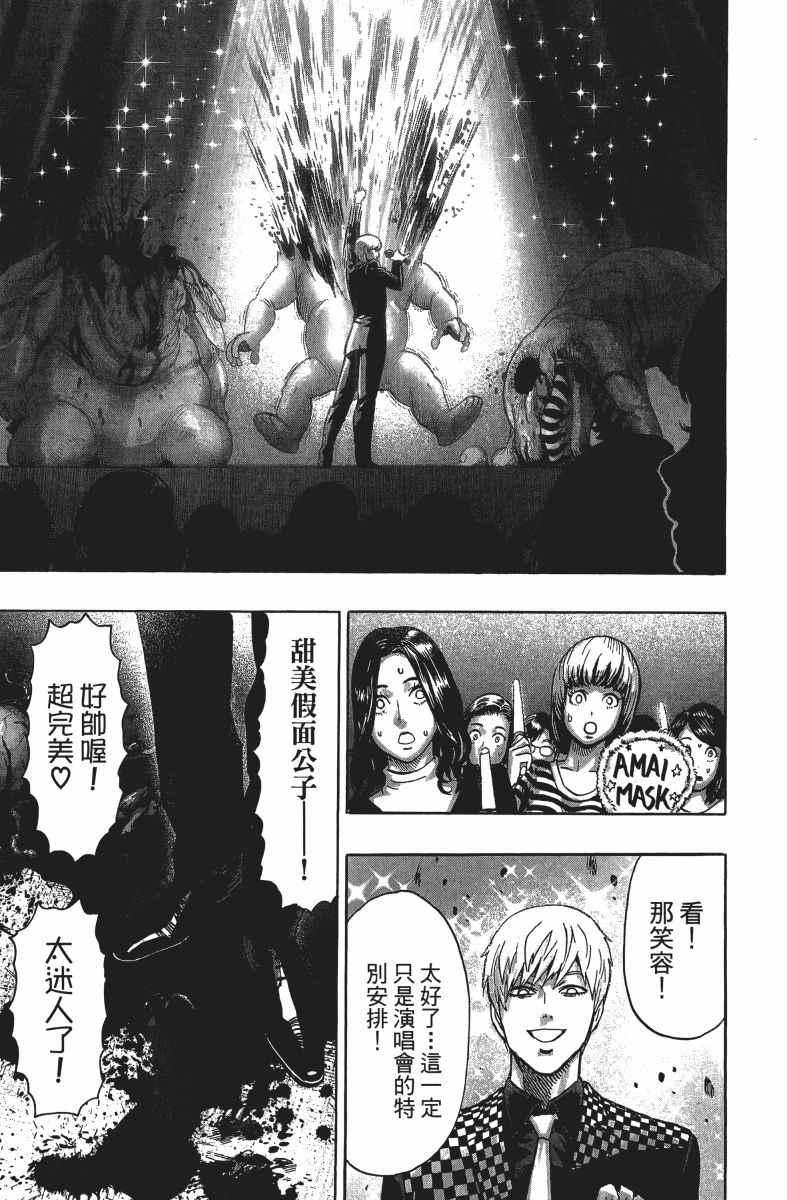 AMAI
MASK
看！
那笑容！
太好了…這一定
只是演唱會的特
別安排！
甜美假面公子——！
好帥喔！
超完美♡
太迷人了！